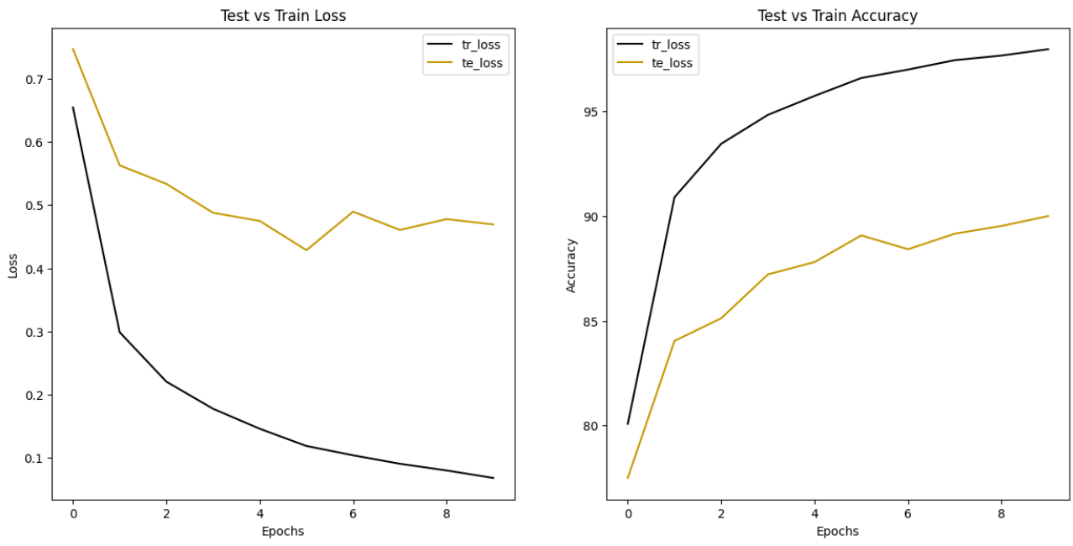 Test vs Train Loss
tr_loss
te_loss
0.7
0.6
0.5
0.4
0.3
0.2
0.1
Loss
0
2
4
6
8
Epochs
Test vs Train Accuracy
tr_loss
te_loss
95
90
85
80
Accuracy
0
2
4
6
8
Epochs